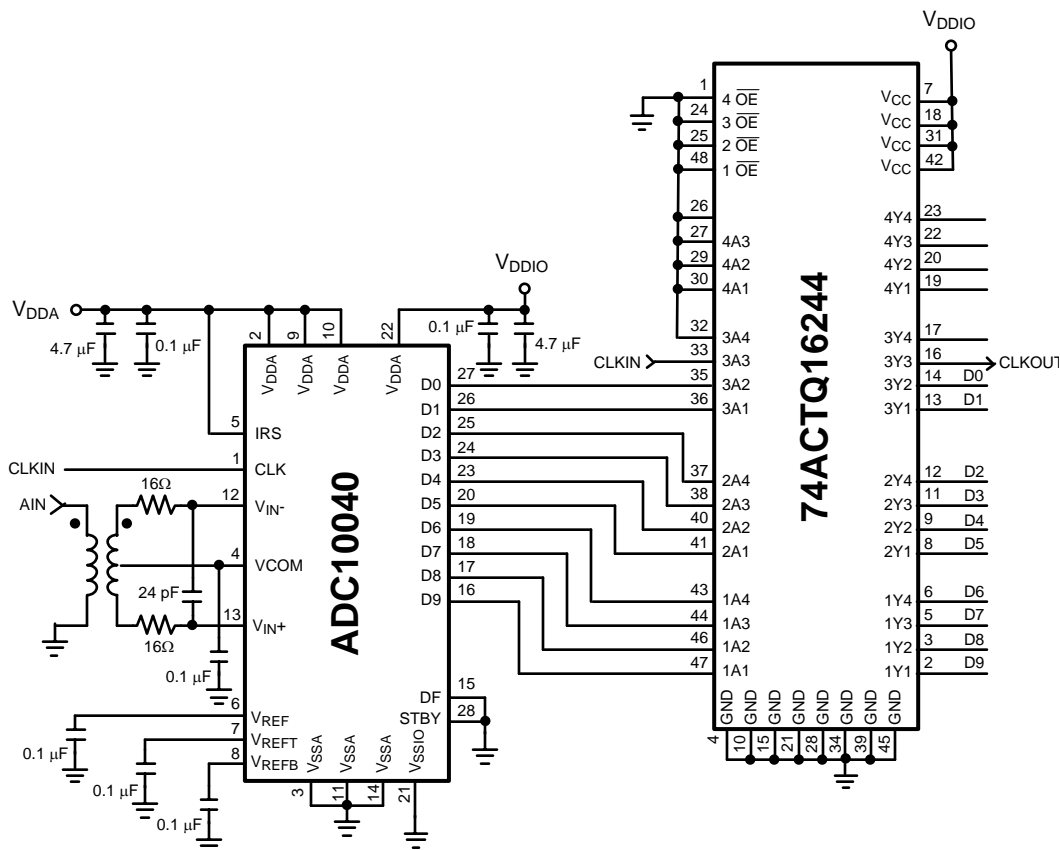 V_DDIO
1 4 OE
24 3 OE
25 2 OE
48 1 OE
26
27 4A3
29 4A2
30 4A1
32 3A4
CLKIN 33 3A3
35 3A2
36 3A1
37 2A4
38 2A3
40 2A2
41 2A1
43 1A4
44 1A3
46 1A2
47 1A1
74ACTQ16244
VCC 7
VCC 18
VCC 31
VCC 42
4Y4 23
4Y3 22
4Y2 20
4Y1 19
3Y4 17
3Y3 16 CLKOUT
3Y2 14 D0
3Y1 13 D1
2Y4 12 D2
2Y3 11 D3
2Y2 9 D4
2Y1 8 D5
1Y4 6 D6
1Y3 5 D7
1Y2 3 D8
1Y1 2 D9
GND GND GND GND GND GND GND GND
4 10 15 21 28 34 39 45
V_DDIO
V_DDA
4.7 µF 0.1 µF
0.1 µF 4.7 µF
2 9 10 22
VDDA VDDA VDDA VDDA
5 IRS
CLKIN 1 CLK
AIN 16Ω 12 VIN-
4 VCOM
24 pF
16Ω 13 VIN+
0.1 µF
6 VREF
0.1 µF
7 VREFT
0.1 µF
8 VREFB
0.1 µF
ADC10040
D0 27
D1 26
D2 25
D3 24
D4 23
D5 20
D6 19
D7 18
D8 17
D9 16
DF 15
STBY 28
VSSA VSSA VSSA VSSIO
3 11 14 21